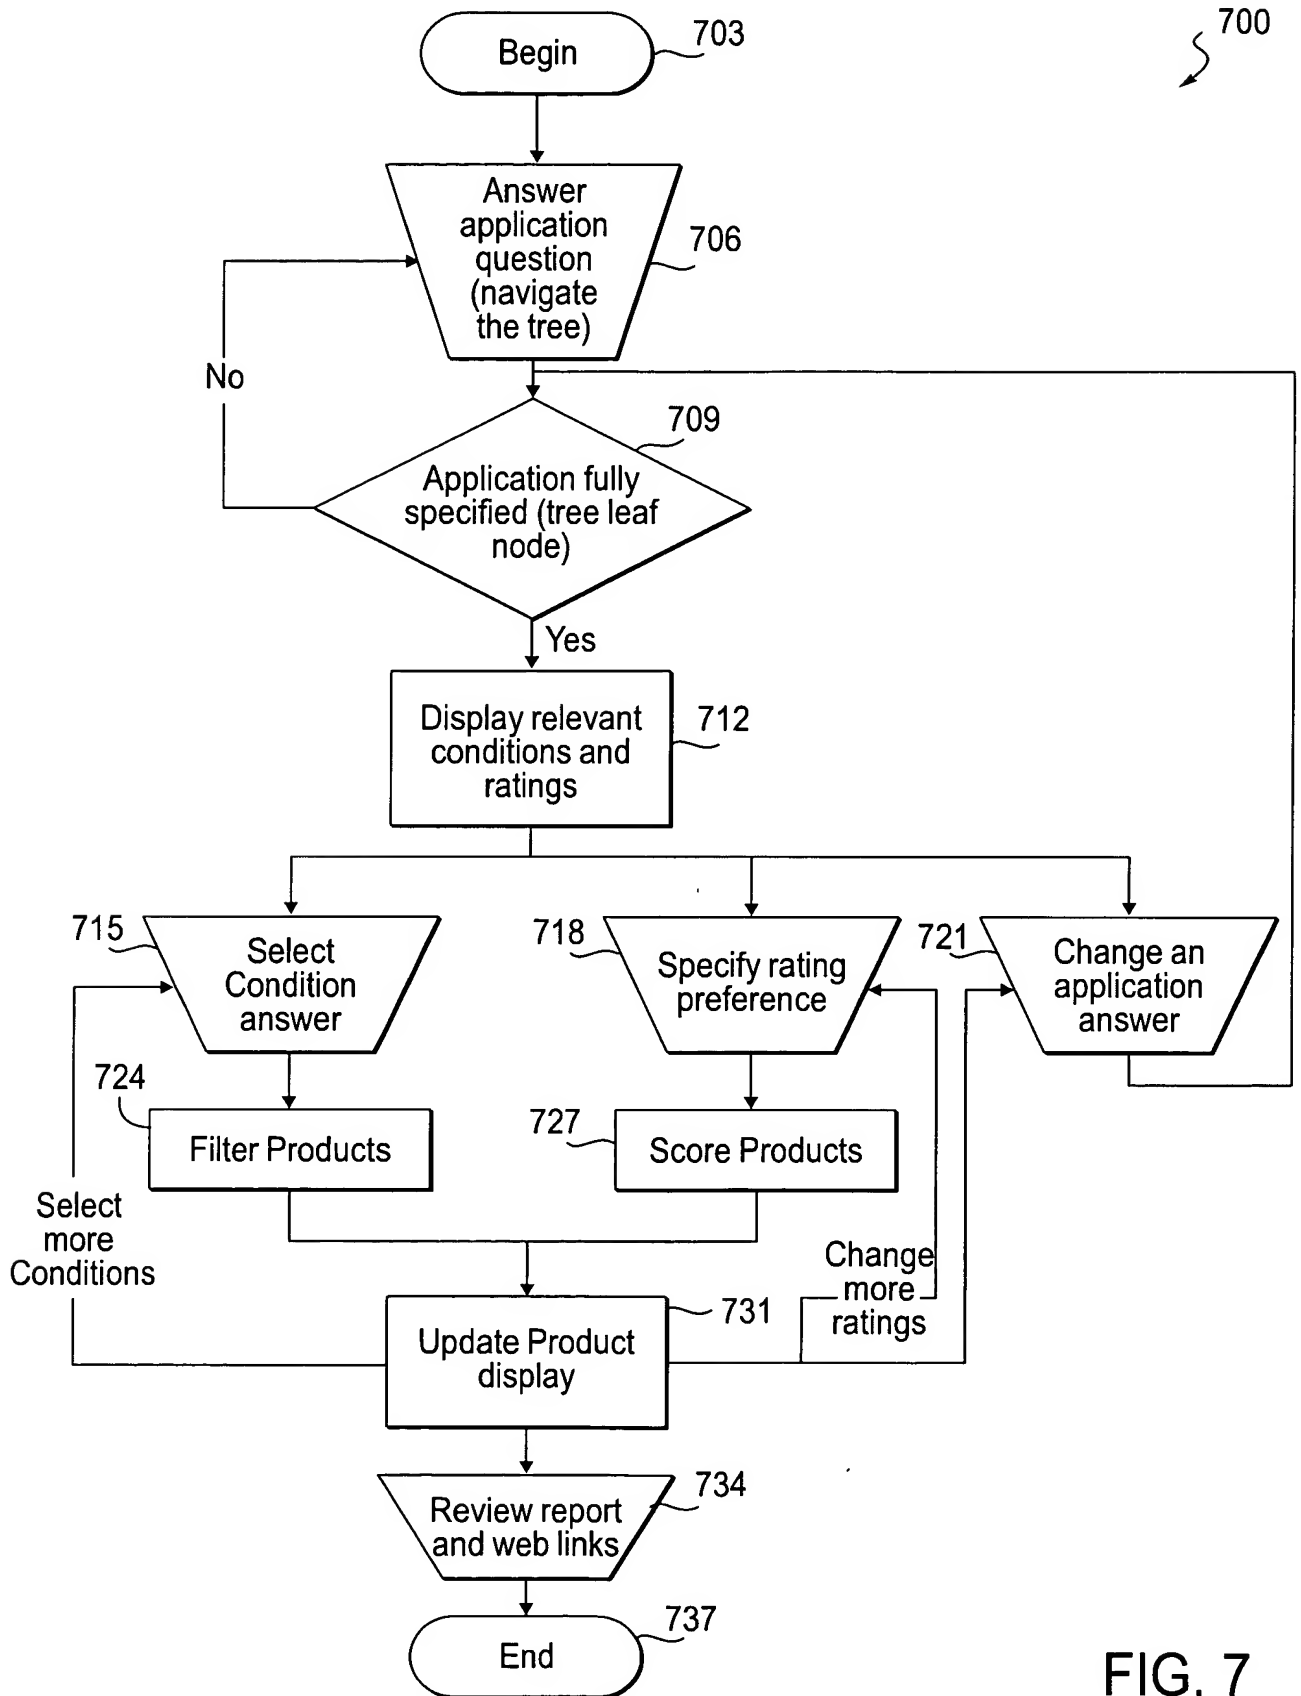 700
Begin
703
Answer
application
question
(navigate
the tree)
706
No
709
Application fully
specified (tree leaf
node)
Yes
Display relevant
conditions and
ratings
712
715
Select
Condition
answer
718
Specify rating
preference
721
Change an
application
answer
724
Filter Products
727
Score Products
Select
more
Conditions
Change
more
ratings
731
Update Product
display
734
Review report
and web links
737
End
FIG. 7